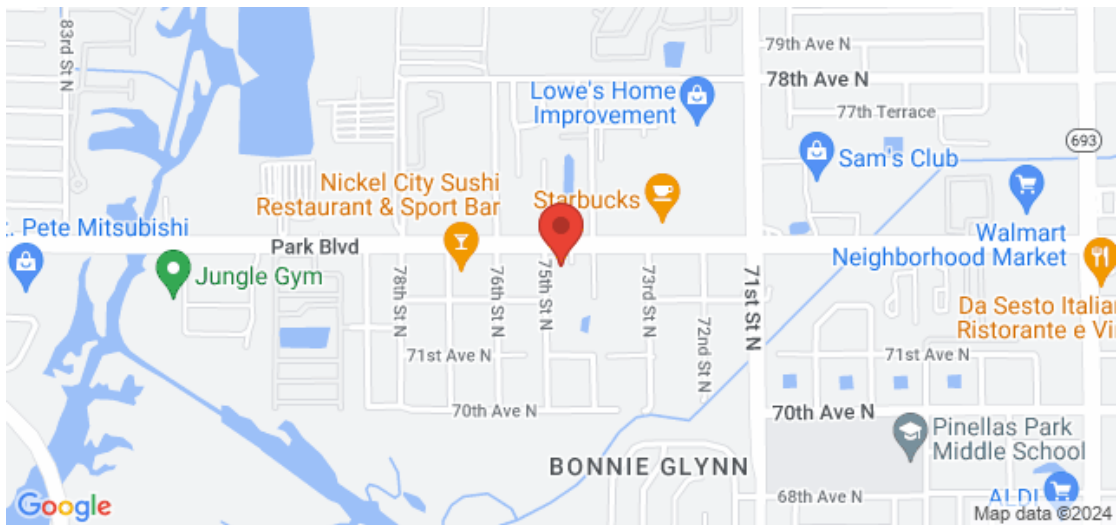 83rd St N
79th Ave N
78th Ave N
Lowe's Home
Improvement
77th Terrace
693
Sam's Club
Nickel City Sushi
Restaurant & Sport Bar
Starbucks
t. Pete Mitsubishi
Park Blvd
Walmart
Neighborhood Market
Jungle Gym
78th St N
76th St N
75th St N
73rd St N
72nd St N
71st St N
Da Sesto Italian
Ristorante e Vi
71st Ave N
71st Ave N
70th Ave N
70th Ave N
Pinellas Park
Middle School
BONNIE GLYNN
68th Ave N
ALDI
Google
Map data ©2024